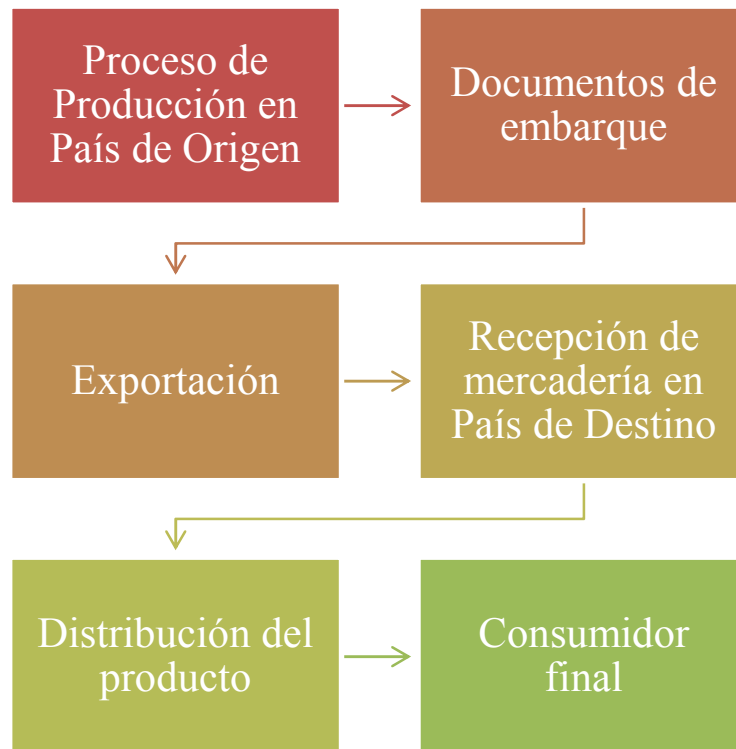 Proceso de
Producción en
País de Origen
Documentos de
embarque
Exportación
Recepción de
mercadería en
País de Destino
Distribución del
producto
Consumidor
final